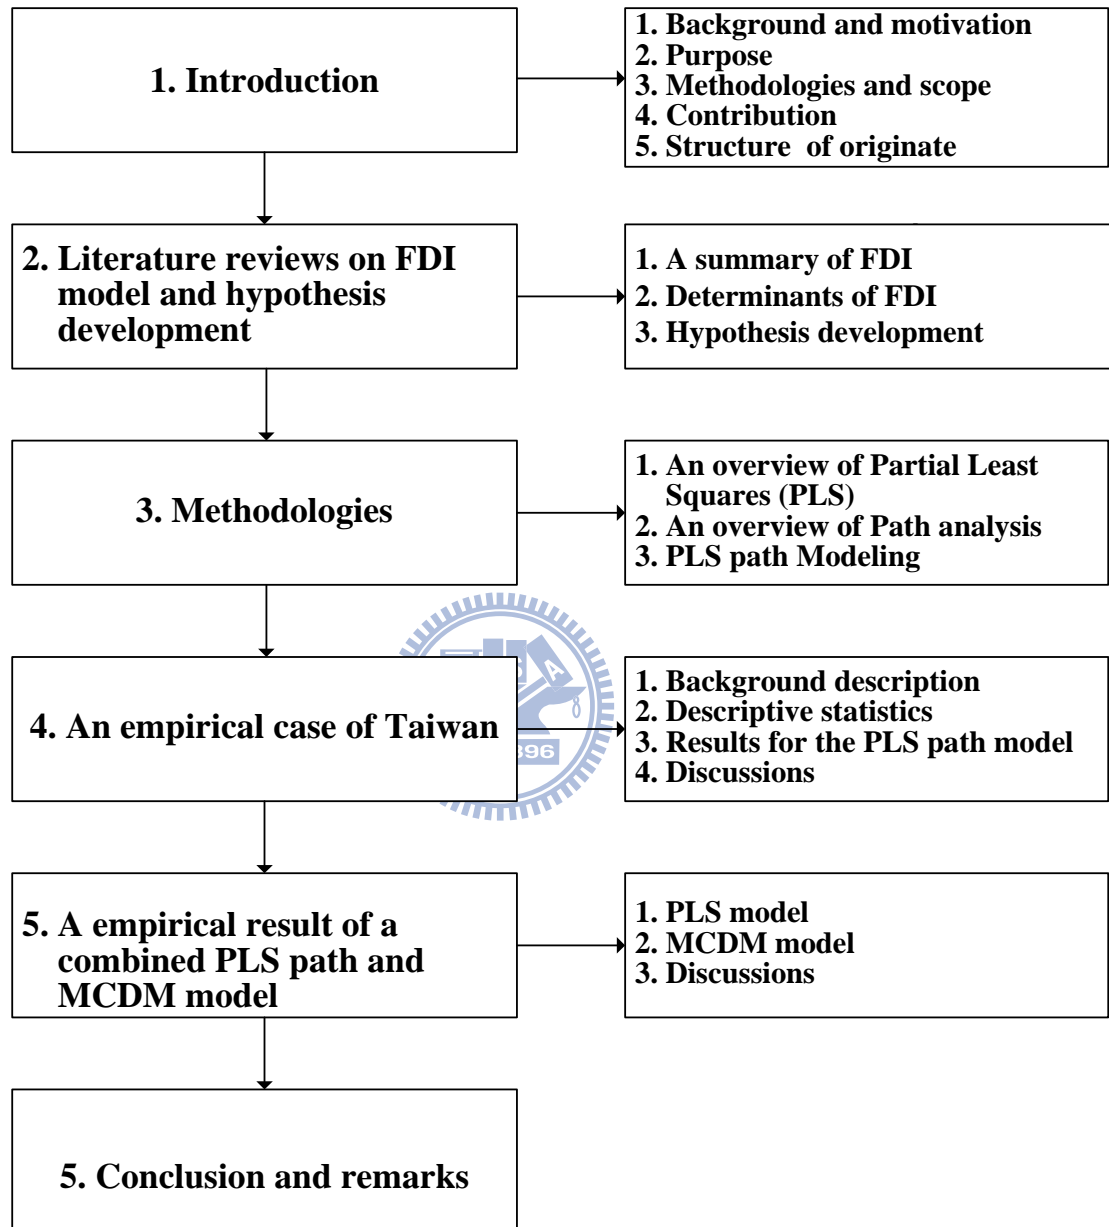 1. Introduction
1. Background and motivation
2. Purpose
3. Methodologies and scope
4. Contribution
5. Structure of originate
2. Literature reviews on FDI
model and hypothesis
development
1. A summary of FDI
2. Determinants of FDI
3. Hypothesis development
3. Methodologies
1. An overview of Partial Least
Squares (PLS)
2. An overview of Path analysis
3. PLS path Modeling
4. An empirical case of Taiwan
1. Background description
2. Descriptive statistics
3. Results for the PLS path model
4. Discussions
5. A empirical result of a
combined PLS path and
MCDM model
1. PLS model
2. MCDM model
3. Discussions
5. Conclusion and remarks